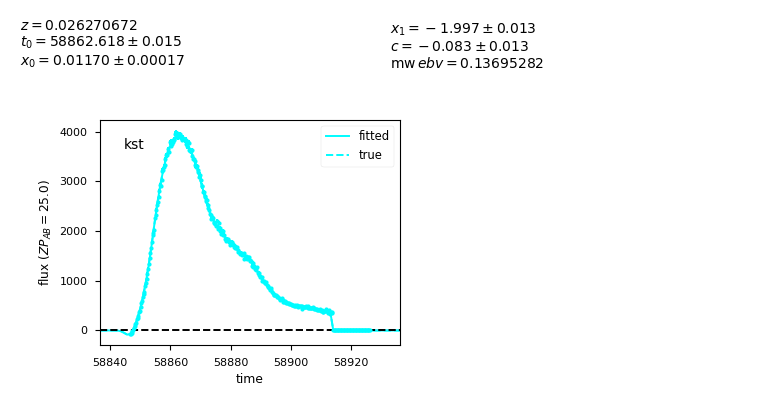 z = 0.026270672
t₀ = 58862.618 ± 0.015
x₀ = 0.01170 ± 0.00017
x₁ = −1.997 ± 0.013
c = −0.083 ± 0.013
mw ebv = 0.13695282
kst
fitted
true
4000
3000
2000
1000
0
flux (ZP_AB = 25.0)
58840 58860 58880 58900 58920
time